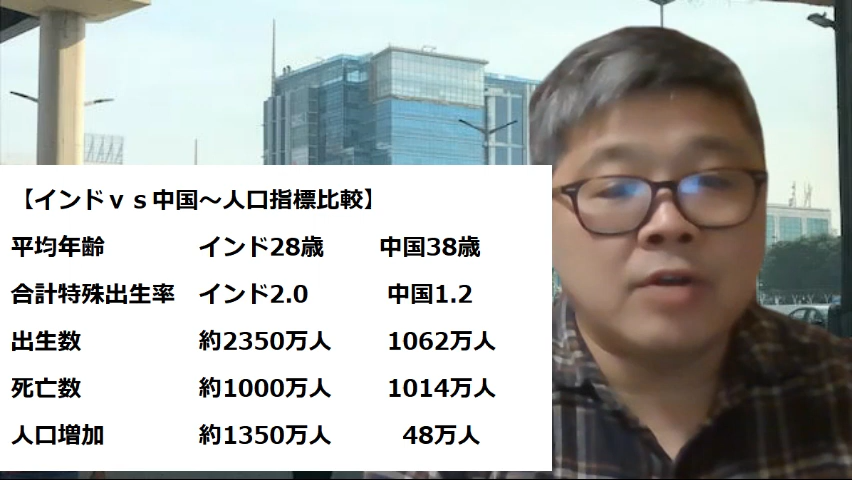 【インドｖｓ中国～人口指標比較】
平均年齢 インド28歳 中国38歳
合計特殊出生率 インド2.0 中国1.2
出生数 約2350万人 1062万人
死亡数 約1000万人 1014万人
人口増加 約1350万人 48万人